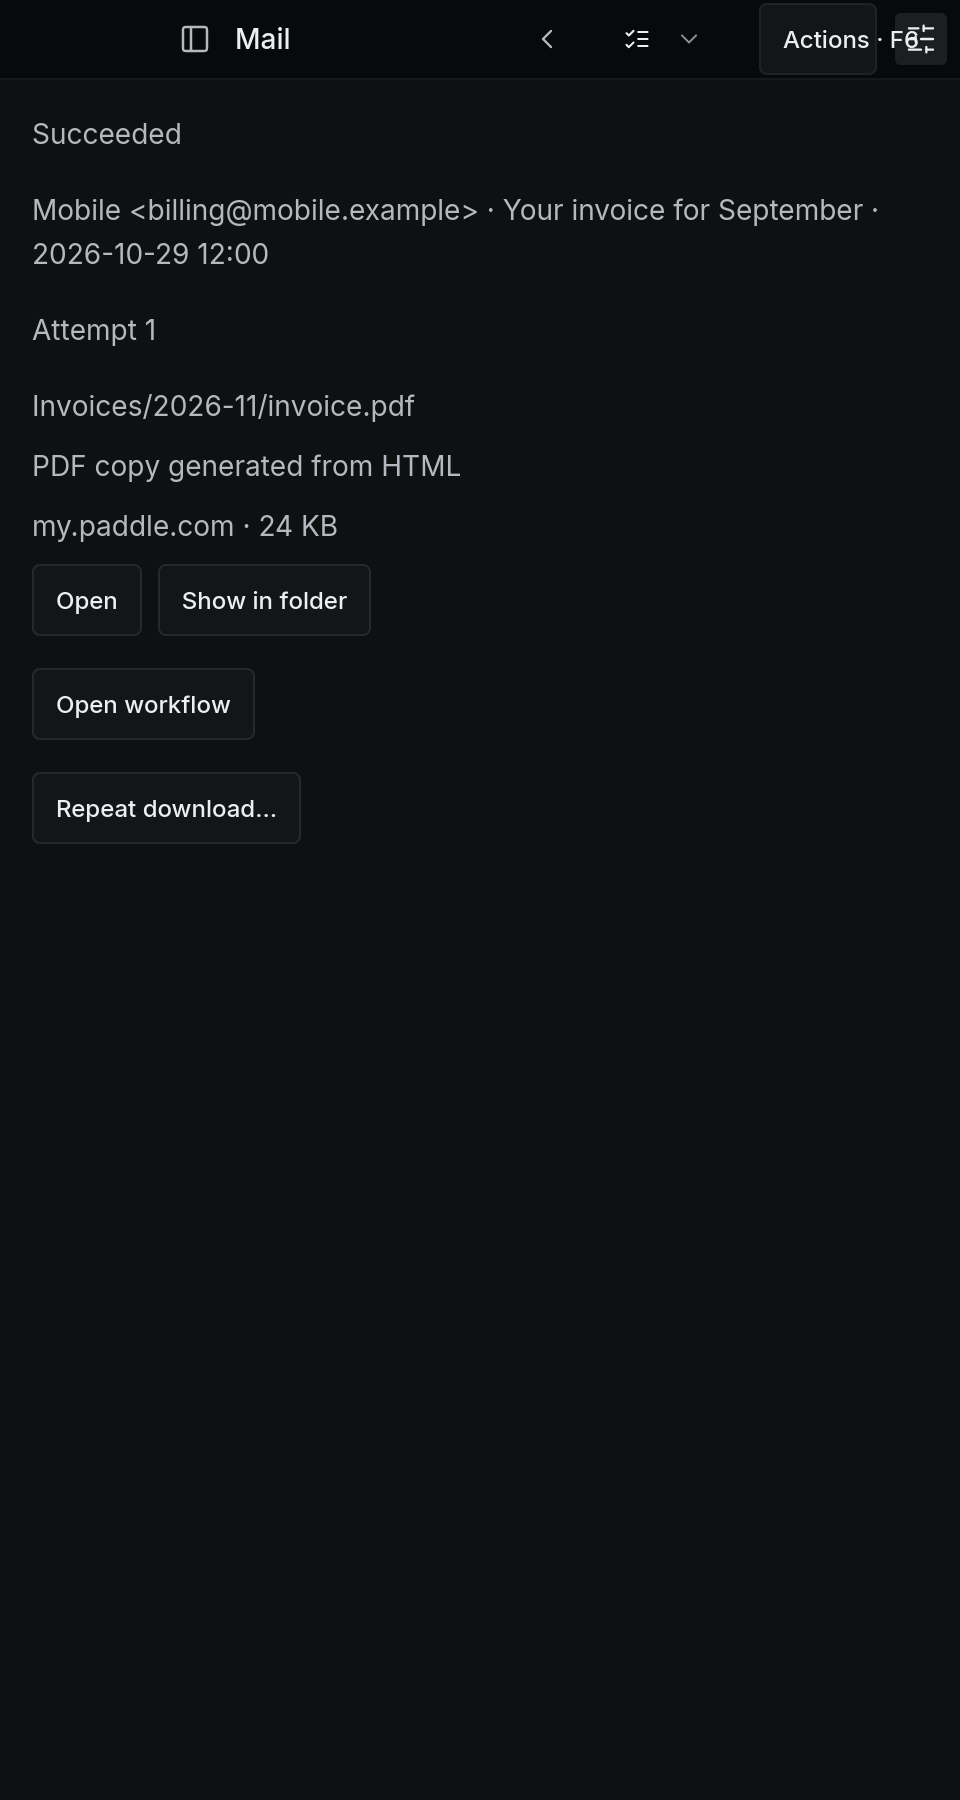 Mail
Actions · F6
Succeeded
Mobile <billing@mobile.example> · Your invoice for September ·
2026-10-29 12:00
Attempt 1
Invoices/2026-11/invoice.pdf
PDF copy generated from HTML
my.paddle.com · 24 KB
Open
Show in folder
Open workflow
Repeat download...